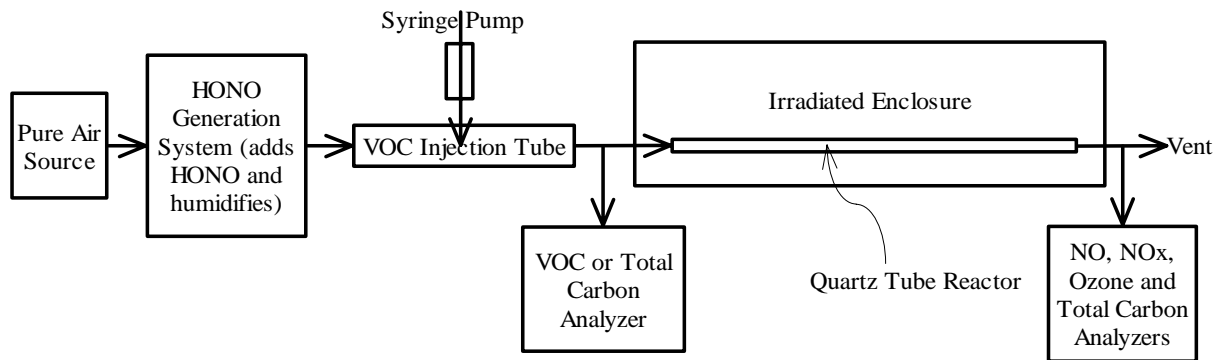 Syringe Pump
Pure Air
Source
HONO
Generation
System (adds
HONO and
humidifies)
VOC Injection Tube
VOC or Total
Carbon
Analyzer
Irradiated Enclosure
Quartz Tube Reactor
Vent
NO, NOx,
Ozone and
Total Carbon
Analyzers